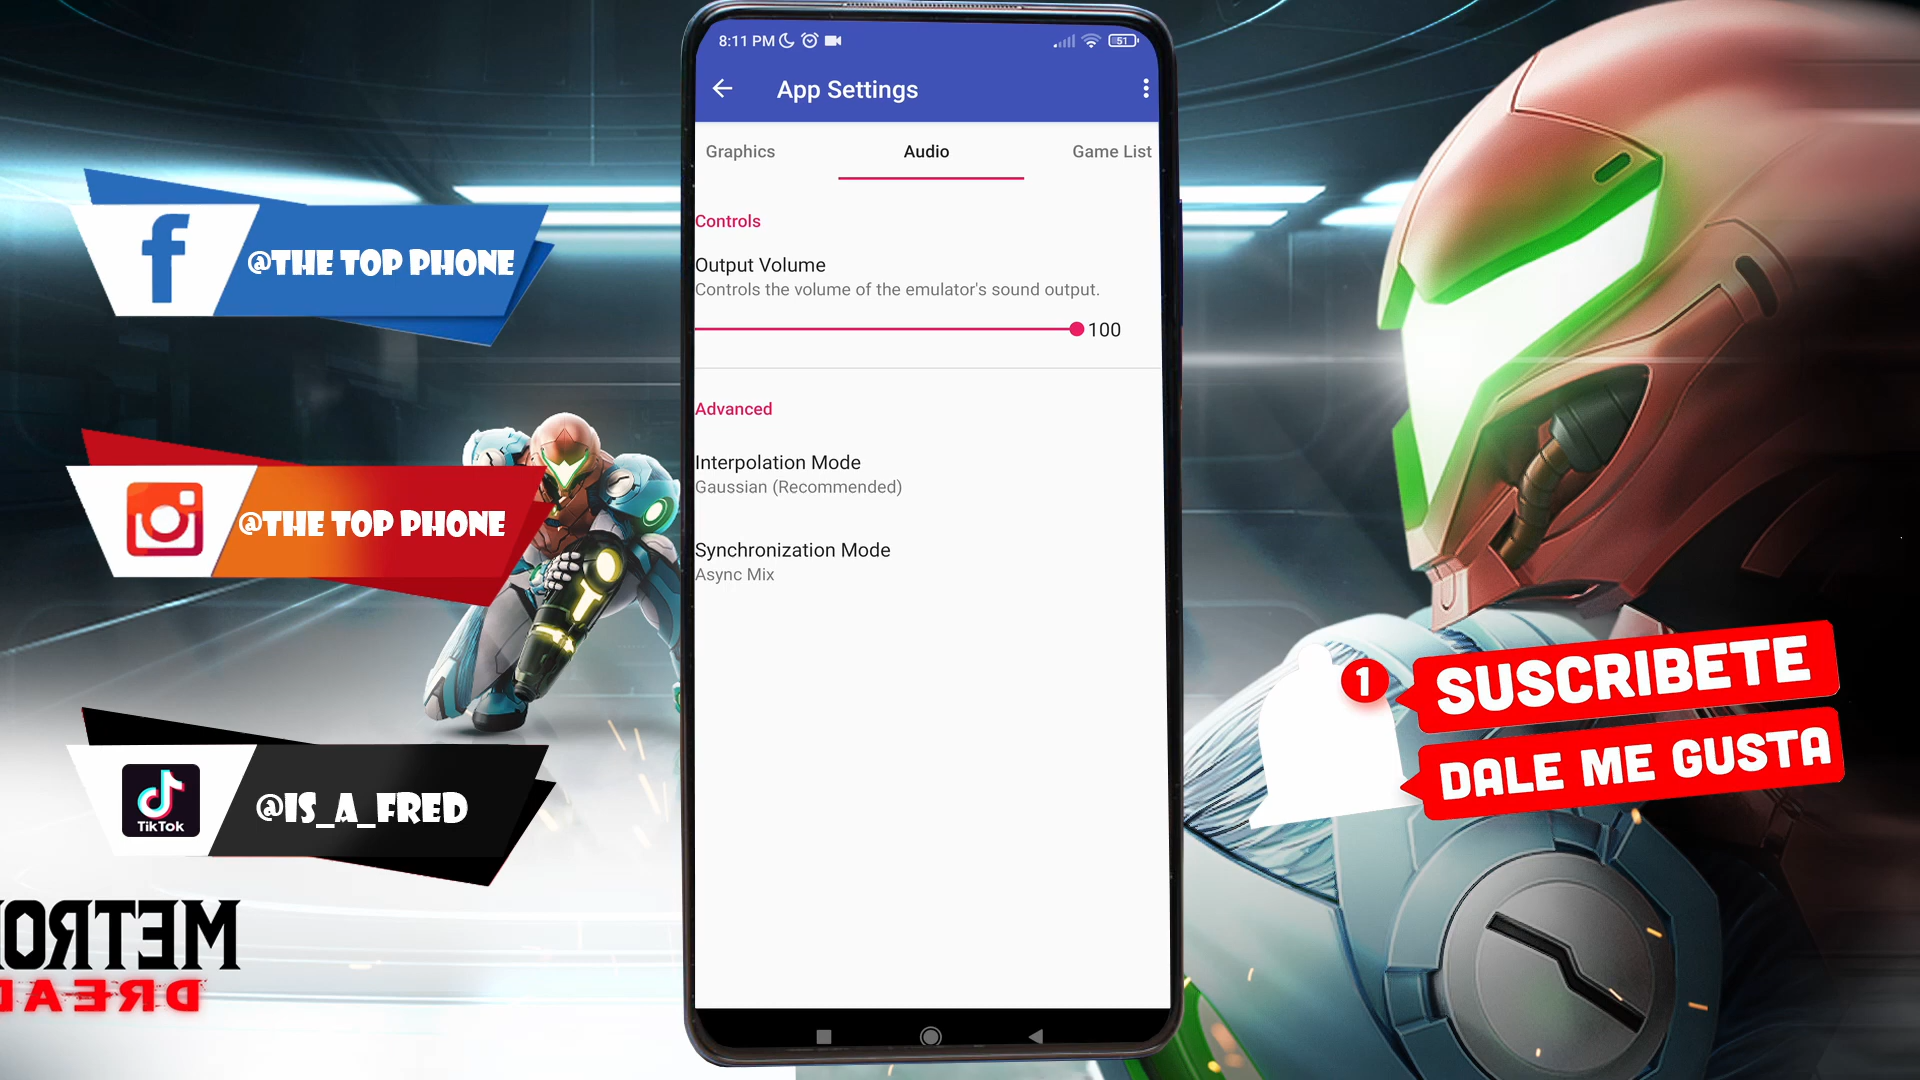 8:11 PM
51
App Settings
Graphics
Audio
Game List
Controls
Output Volume
Controls the volume of the emulator's sound output.
100
Advanced
Interpolation Mode
Gaussian (Recommended)
Synchronization Mode
Async Mix
@THE TOP PHONE
@THE TOP PHONE
TikTok
@IS_A_FRED
METRO
DREAD
1
SUSCRIBETE
DALE ME GUSTA